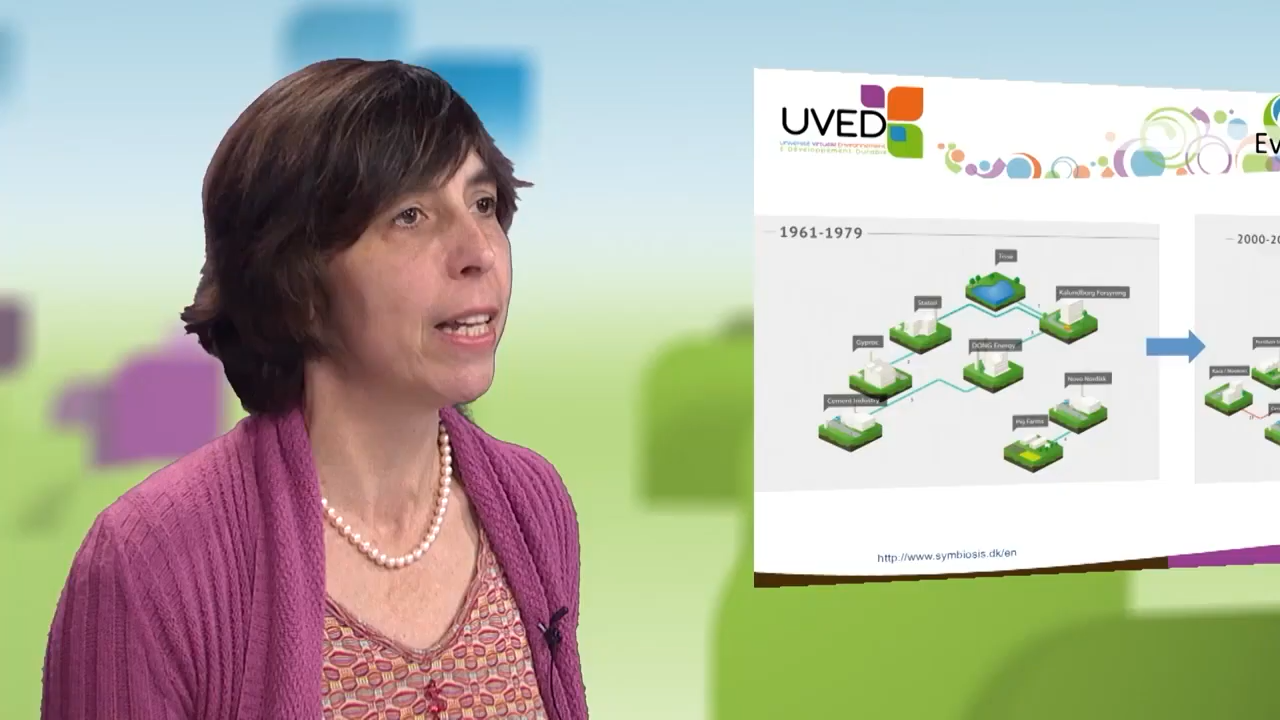 UVED
Université Virtuelle Environnement
& Développement Durable
Ev
1961-1979
2000-20
Tissø
Statoil
Kalundborg Forsyning
Gyproc
DONG Energy
Novo Nordisk
Cement Industry
Pig Farms
http://www.symbiosis.dk/en